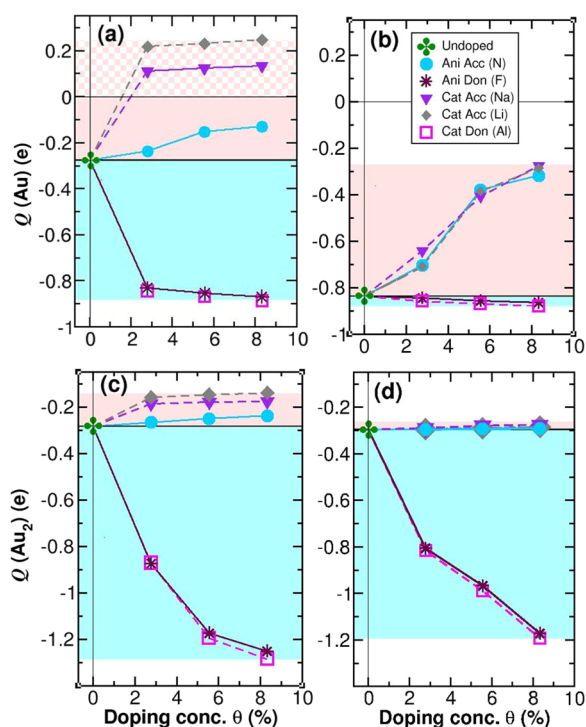 (a)
0.2
0
-0.2
-0.4
-0.6
-0.8
-1
Q (Au) (e)
0 2 4 6 8 10
(b)
Undoped
Ani Acc (N)
Ani Don (F)
Cat Acc (Na)
Cat Acc (Li)
Cat Don (Al)
0.2
0
-0.2
-0.4
-0.6
-0.8
-1
0 2 4 6 8 10
(c)
-0.2
-0.4
-0.6
-0.8
-1
-1.2
Q (Au2) (e)
0 2 4 6 8 10
Doping conc. θ (%)
(d)
-0.2
-0.4
-0.6
-0.8
-1
-1.2
0 2 4 6 8 10
Doping conc. θ (%)